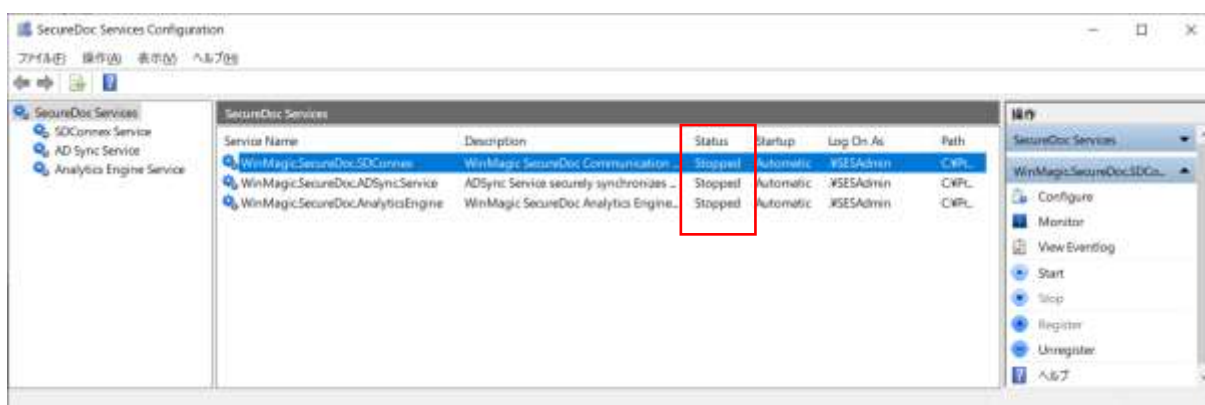 SecureDoc Services Configuration
ファイル(F) 操作(A) 表示(V) ヘルプ(H)
SecureDoc Services
SDConnex Service
AD Sync Service
Analytics Engine Service
SecureDoc Services
Service Name Description Status Startup Log On As Path
WinMagic.SecureDoc.SDConnex WinMagic SecureDoc Communication ... Stopped Automatic .¥SESAdmin
WinMagic.SecureDoc.ADSync.Service ADSync Service securely synchronizes ... Stopped Automatic .¥SESAdmin
WinMagic.SecureDoc.AnalyticsEngine WinMagic SecureDoc Analytics Engine... Stopped Automatic .¥SESAdmin
操作
SecureDoc Services
WinMagic.SecureDoc.SDCo...
Configure
Monitor
View Eventlog
Start
Stop
Register
Unregister
ヘルプ